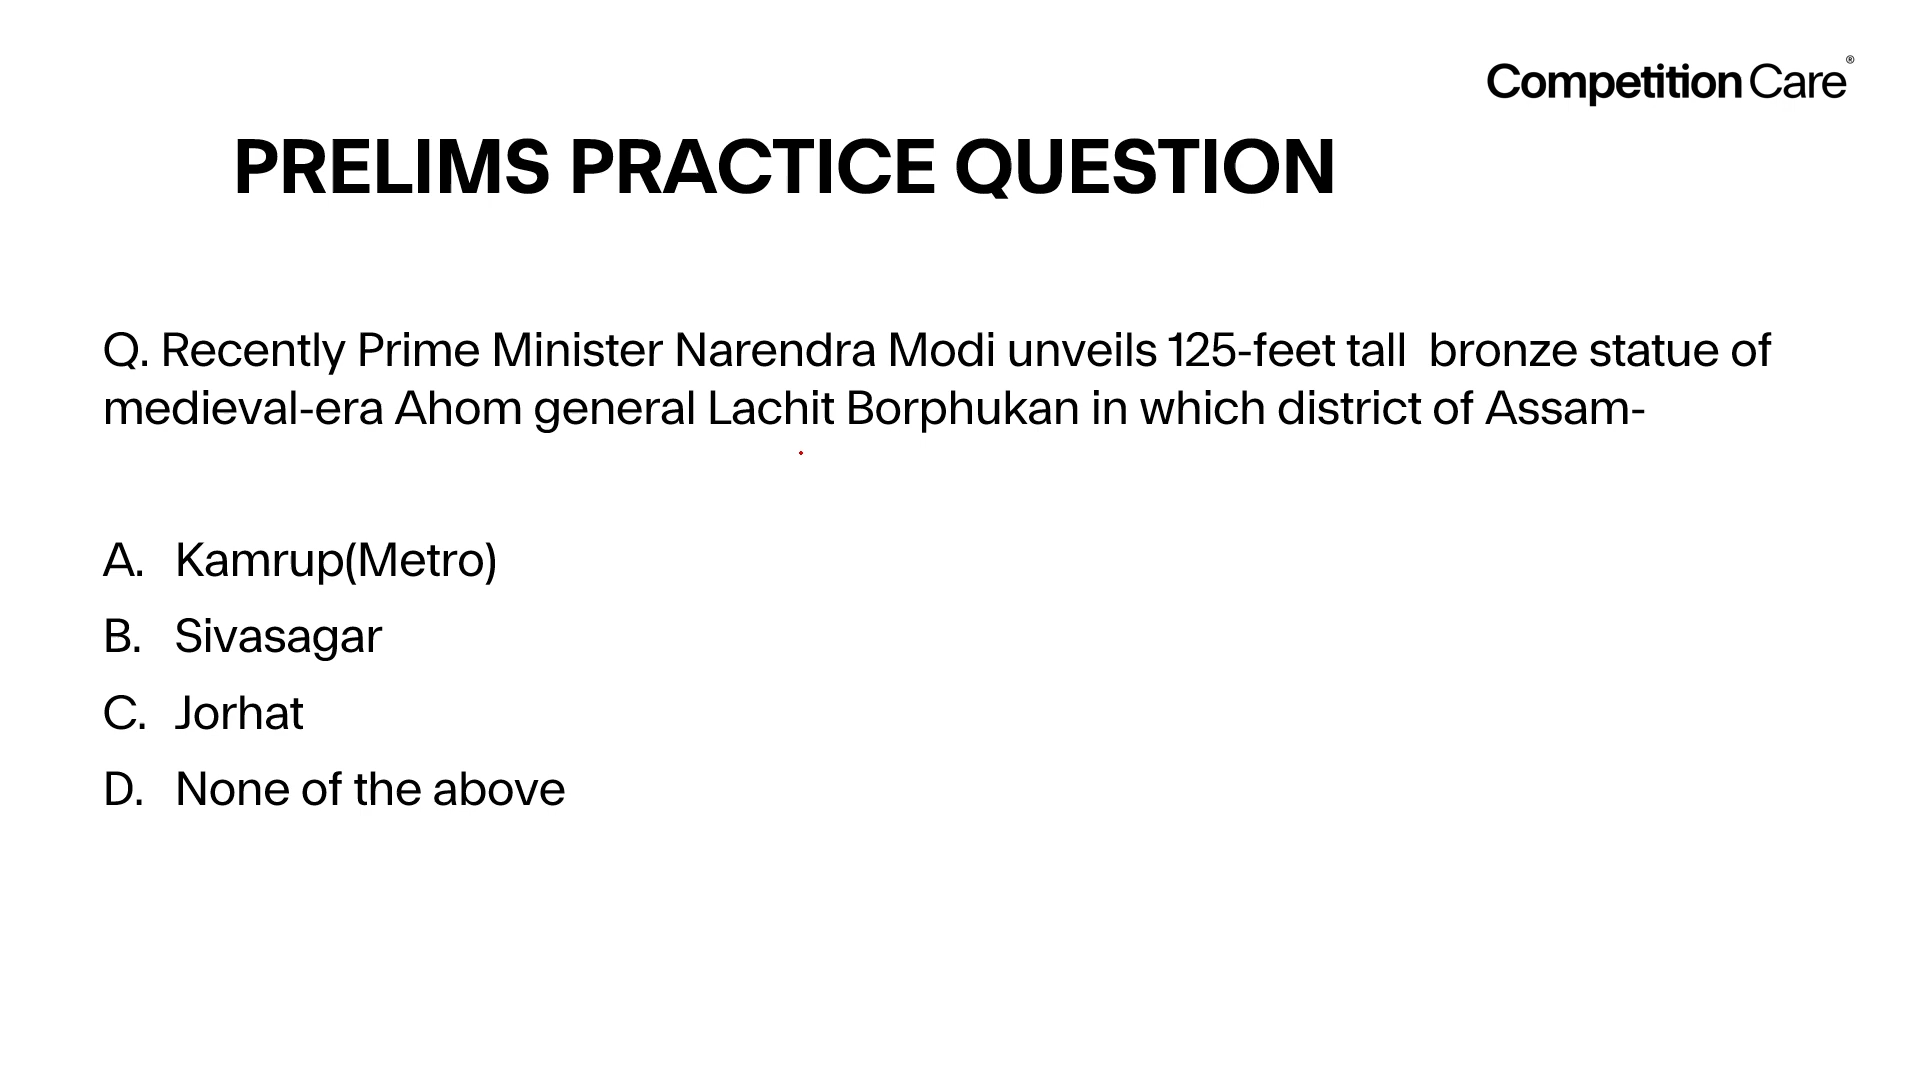 Competition Care®
PRELIMS PRACTICE QUESTION
Q. Recently Prime Minister Narendra Modi unveils 125-feet tall  bronze statue of
medieval-era Ahom general Lachit Borphukan in which district of Assam-
A. Kamrup(Metro)
B. Sivasagar
C. Jorhat
D. None of the above